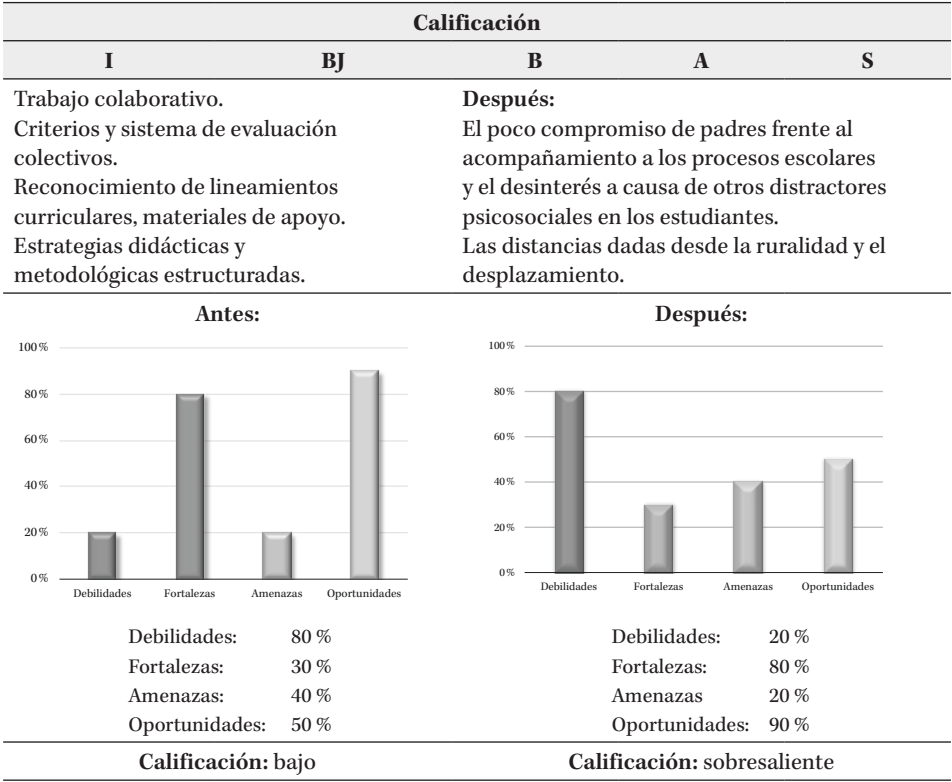 Calificación
I BJ B A S
Trabajo colaborativo.
Criterios y sistema de evaluación
colectivos.
Reconocimiento de lineamientos
curriculares, materiales de apoyo.
Estrategias didácticas y
metodológicas estructuradas.
Después:
El poco compromiso de padres frente al
acompañamiento a los procesos escolares
y el desinterés a causa de otros distractores
psicosociales en los estudiantes.
Las distancias dadas desde la ruralidad y el
desplazamiento.
Antes:
100 %
80 %
60 %
40 %
20 %
0 %
Debilidades Fortalezas Amenazas Oportunidades
Debilidades: 80 %
Fortalezas: 30 %
Amenazas: 40 %
Oportunidades: 50 %
Calificación: bajo
Después:
100 %
80 %
60 %
40 %
20 %
0 %
Debilidades Fortalezas Amenazas Oportunidades
Debilidades: 20 %
Fortalezas: 80 %
Amenazas 20 %
Oportunidades: 90 %
Calificación: sobresaliente